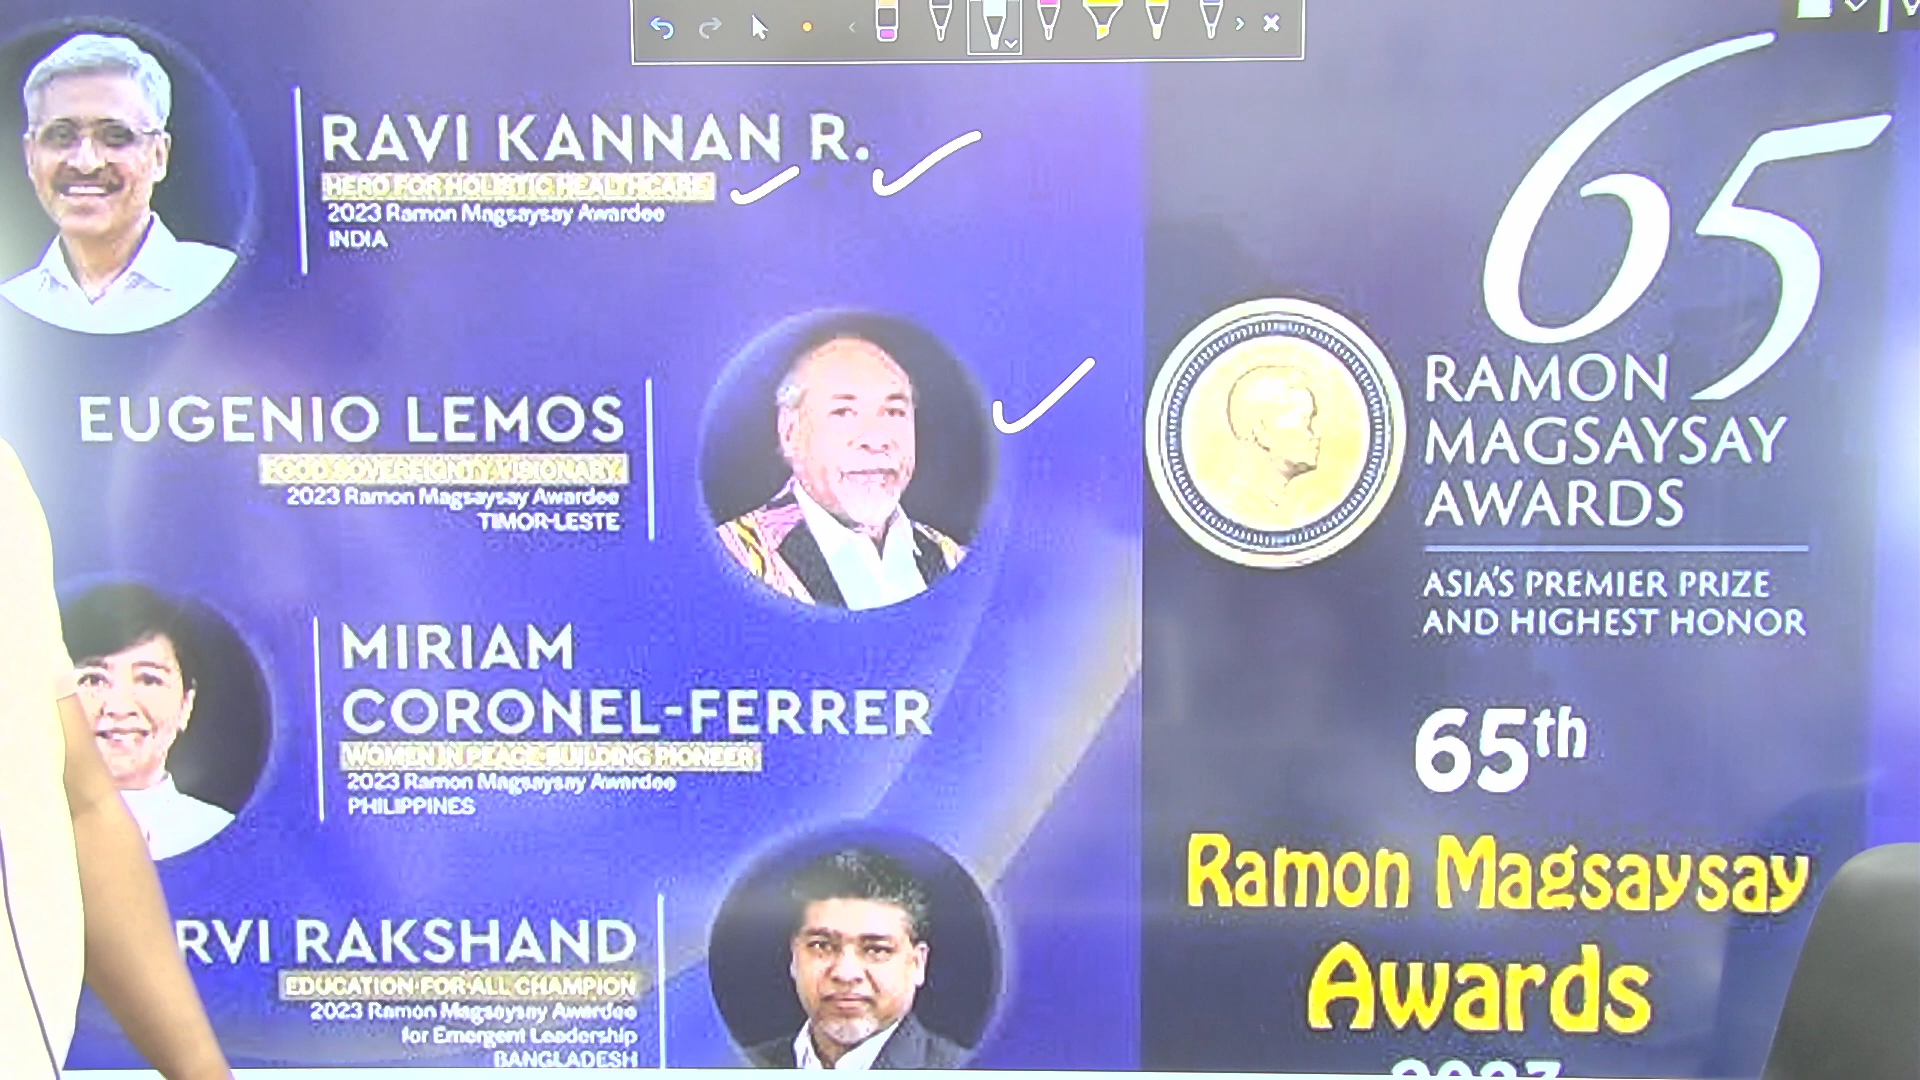 RAVI KANNAN R.
HERO FOR HOLISTIC HEALTHCARE
2023 Ramon Magsaysay Awardee
INDIA
EUGENIO LEMOS
FOOD SOVEREIGNTY VISIONARY
2023 Ramon Magsaysay Awardee
TIMOR-LESTE
MIRIAM
CORONEL-FERRER
WOMEN IN PEACE-BUILDING PIONEER
2023 Ramon Magsaysay Awardee
PHILIPPINES
RVI RAKSHAND
EDUCATION-FOR-ALL CHAMPION
2023 Ramon Magsaysay Awardee
for Emergent Leadership
BANGLADESH
65
RAMON
MAGSAYSAY
AWARDS
ASIA'S PREMIER PRIZE
AND HIGHEST HONOR
65th
Ramon Magsaysay
Awards
2023